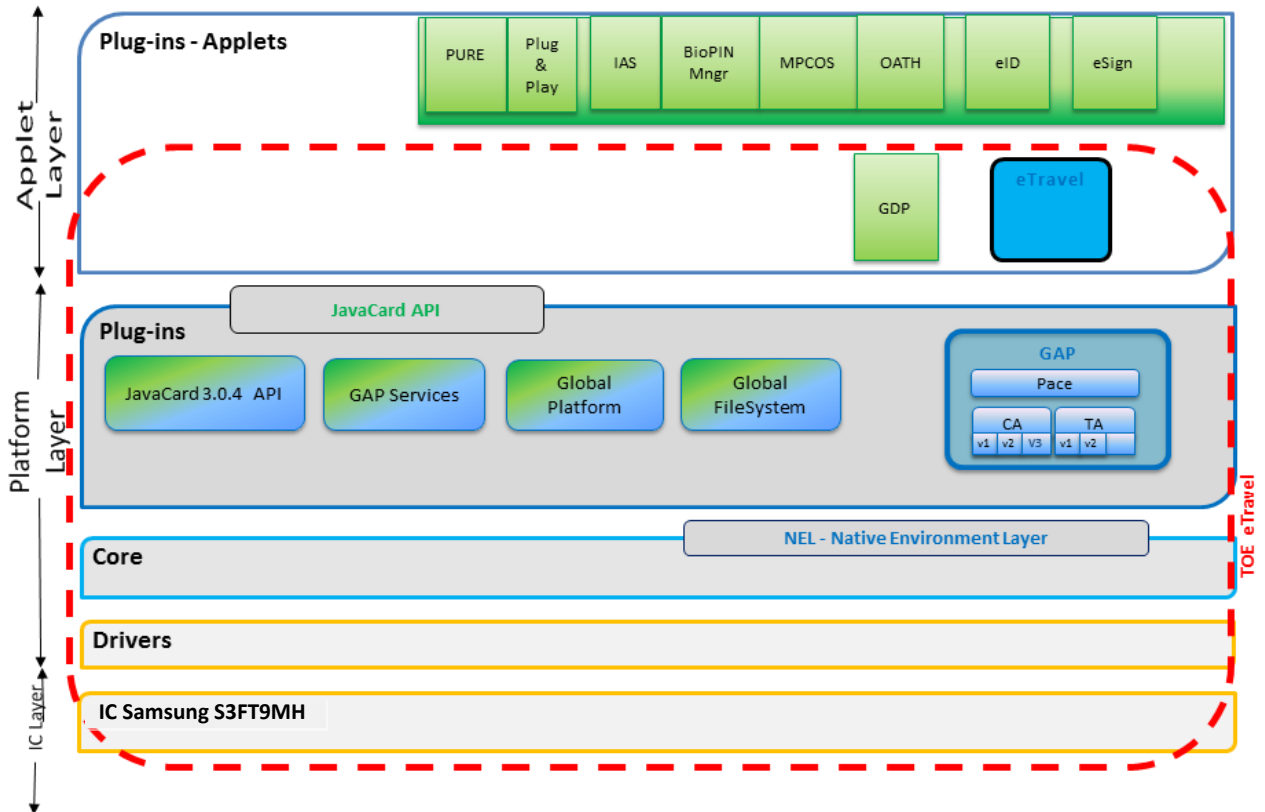 Plug-ins - Applets
PURE
Plug
&
Play
IAS
BioPIN
Mngr
MPCOS
OATH
eID
eSign
Applet
Layer
GDP
eTravel
JavaCard API
Plug-ins
JavaCard 3.0.4 API
GAP Services
Global
Platform
Global
FileSystem
GAP
Pace
CA
TA
v1 v2 V3 v1 v2
Platform
Layer
NEL - Native Environment Layer
Core
TOE eTravel
Drivers
IC Samsung S3FT9MH
IC Layer